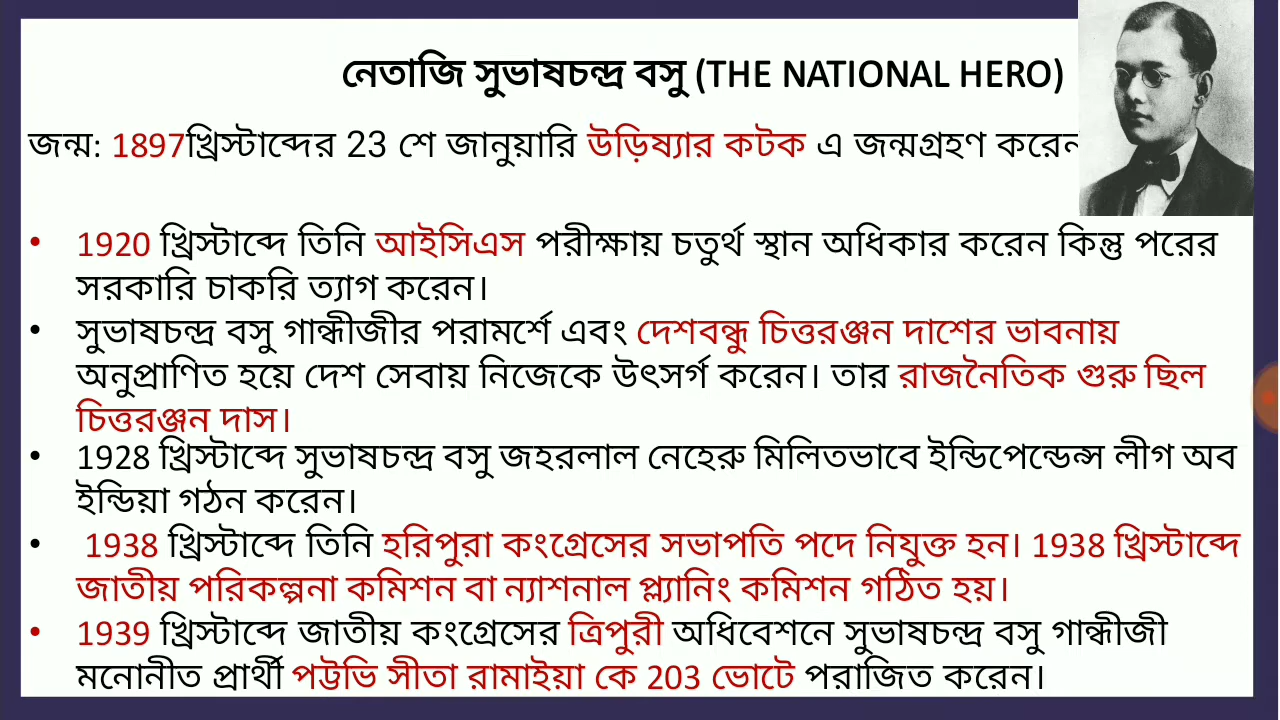 নেতাজি সুভাষচন্দ্র বসু (THE NATIONAL HERO)
জন্ম: 1897খ্রিস্টাব্দের 23 শে জানুয়ারি উড়িষ্যার কটক এ জন্মগ্রহণ করেন
• 1920 খ্রিস্টাব্দে তিনি আইসিএস পরীক্ষায় চতুর্থ স্থান অধিকার করেন কিন্তু পরের
সরকারি চাকরি ত্যাগ করেন।
• সুভাষচন্দ্র বসু গান্ধীজীর পরামর্শে এবং দেশবন্ধু চিত্তরঞ্জন দাশের ভাবনায়
অনুপ্রাণিত হয়ে দেশ সেবায় নিজেকে উৎসর্গ করেন। তার রাজনৈতিক গুরু ছিল
চিত্তরঞ্জন দাস।
• 1928 খ্রিস্টাব্দে সুভাষচন্দ্র বসু জহরলাল নেহেরু মিলিতভাবে ইন্ডিপেন্ডেন্স লীগ অব
ইন্ডিয়া গঠন করেন।
• 1938 খ্রিস্টাব্দে তিনি হরিপুরা কংগ্রেসের সভাপতি পদে নিযুক্ত হন। 1938 খ্রিস্টাব্দে
জাতীয় পরিকল্পনা কমিশন বা ন্যাশনাল প্ল্যানিং কমিশন গঠিত হয়।
• 1939 খ্রিস্টাব্দে জাতীয় কংগ্রেসের ত্রিপুরী অধিবেশনে সুভাষচন্দ্র বসু গান্ধীজী
মনোনীত প্রার্থী পট্টভি সীতা রামাইয়া কে 203 ভোটে পরাজিত করেন।